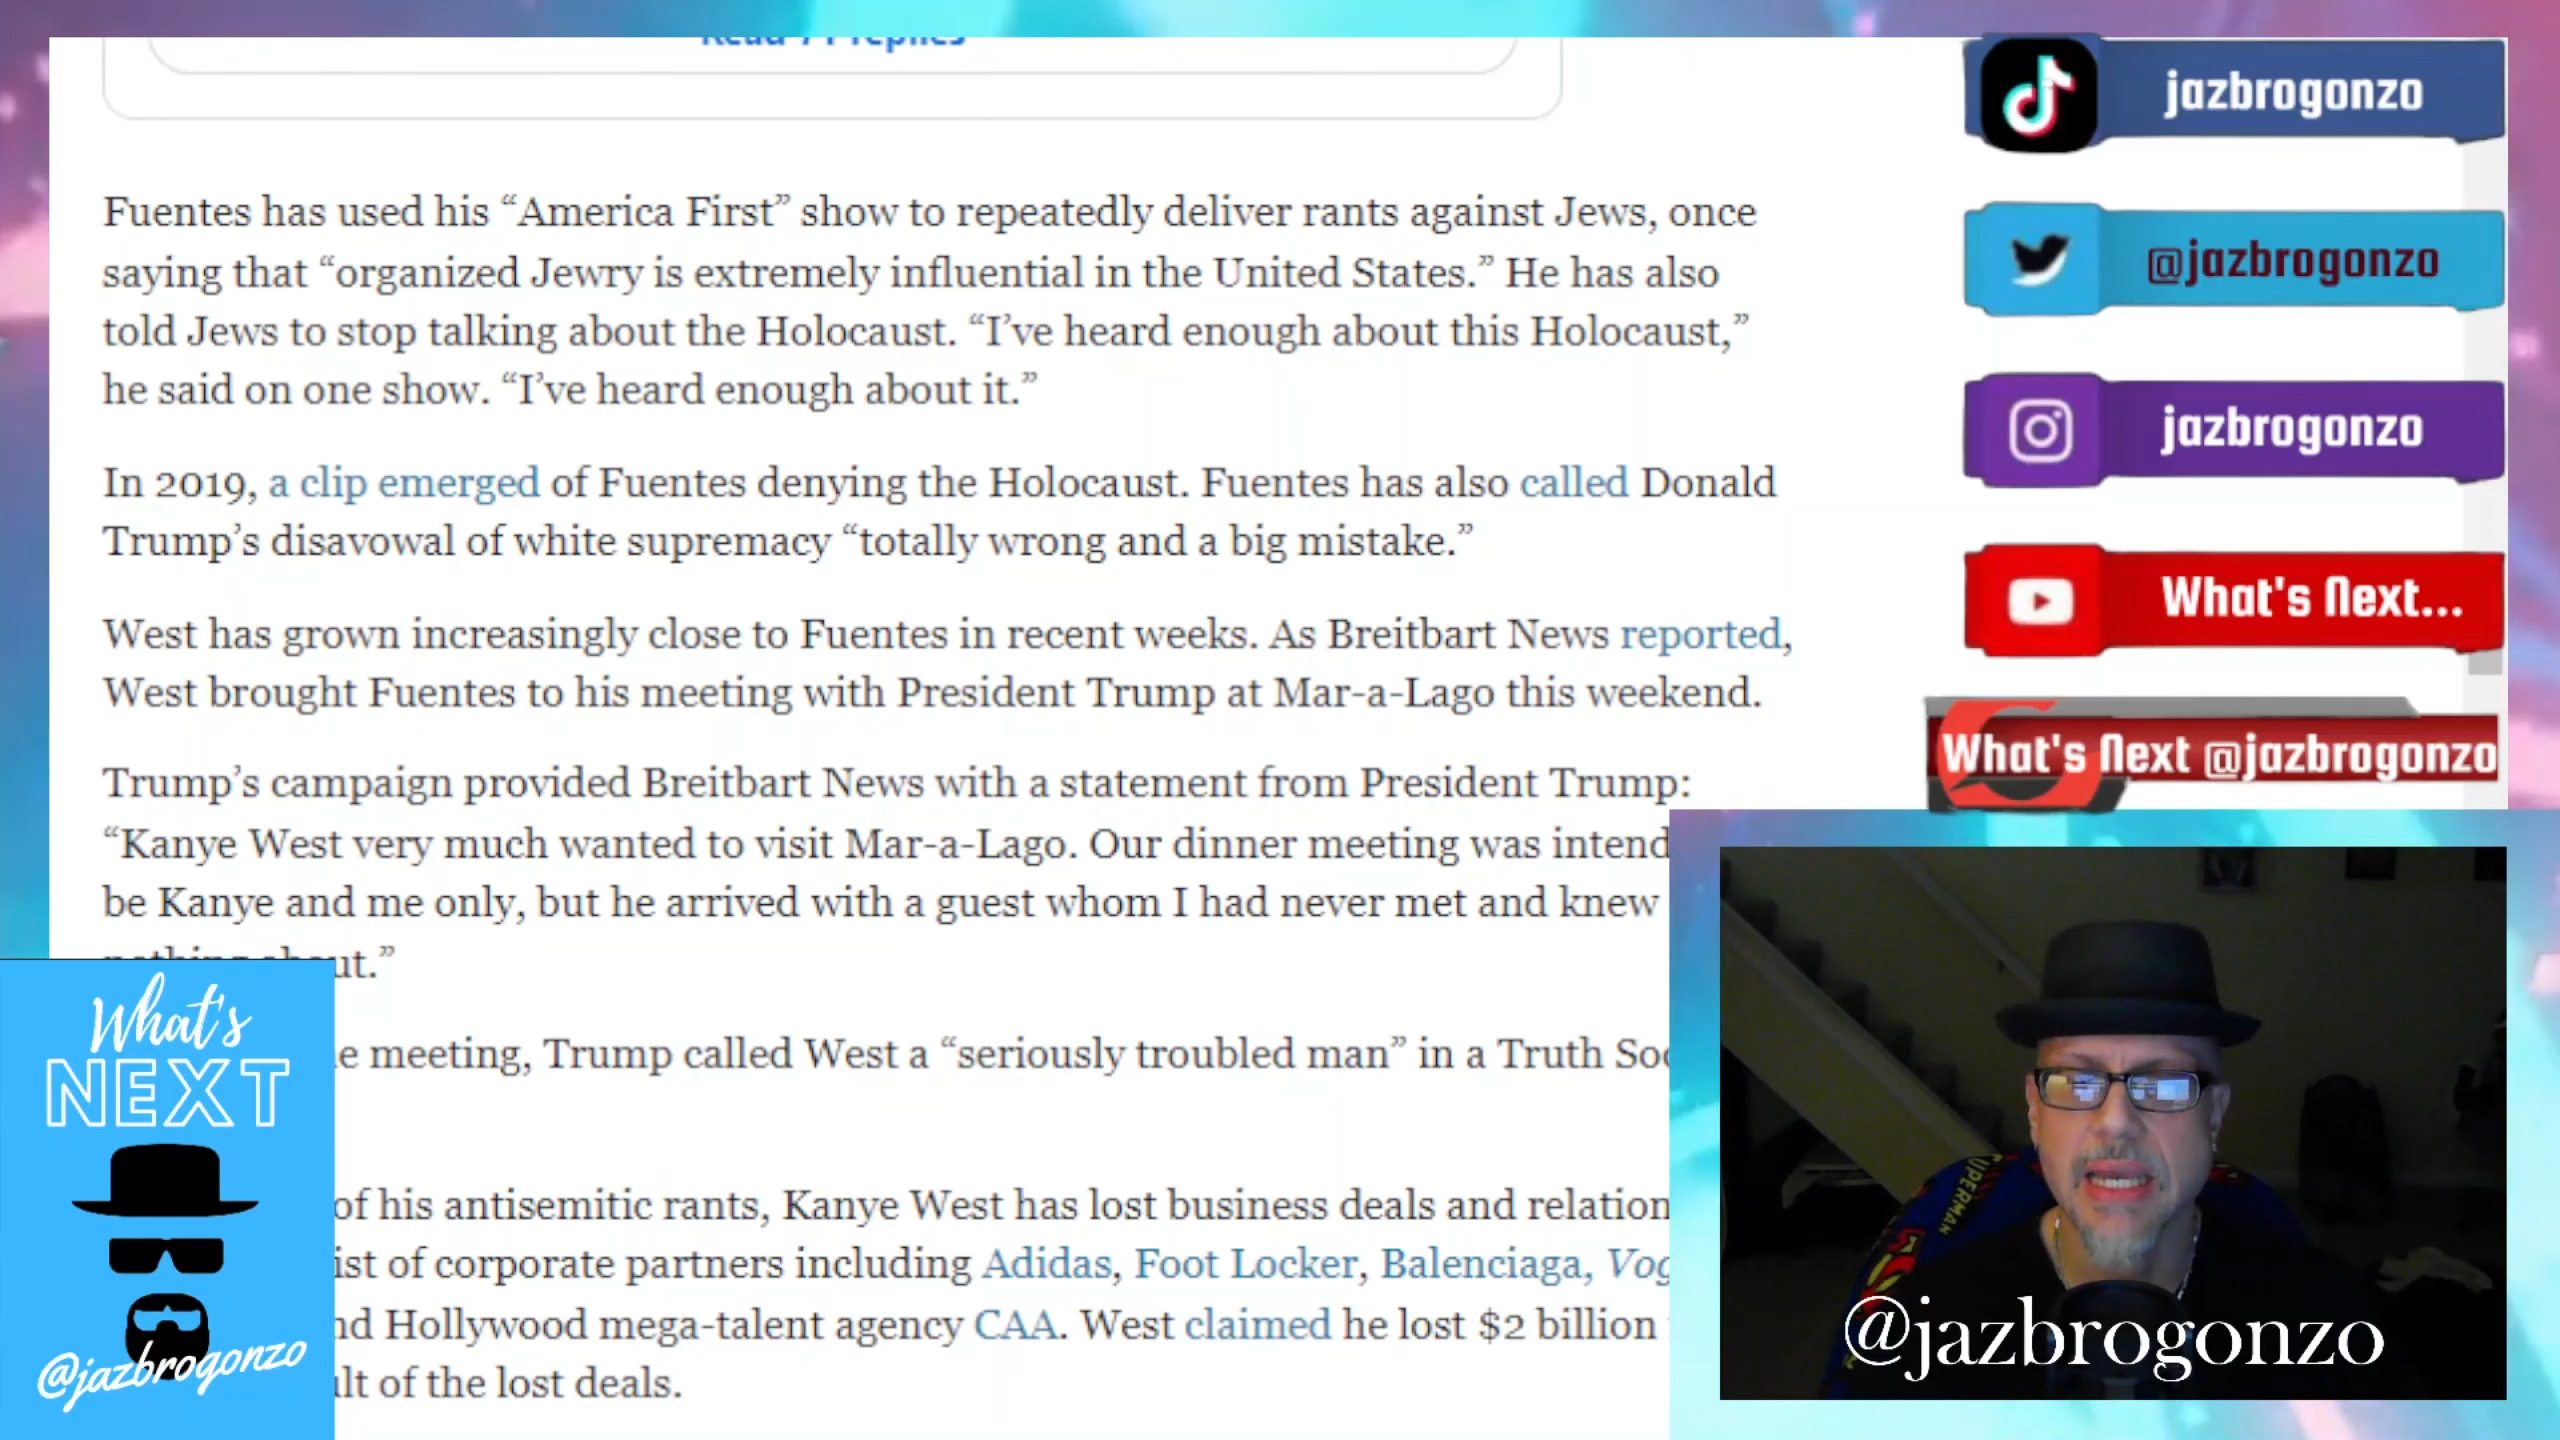 Read 71 replies
Fuentes has used his “America First” show to repeatedly deliver rants against Jews, once
saying that “organized Jewry is extremely influential in the United States.” He has also
told Jews to stop talking about the Holocaust. “I’ve heard enough about this Holocaust,”
he said on one show. “I’ve heard enough about it.”
In 2019, a clip emerged of Fuentes denying the Holocaust. Fuentes has also called Donald
Trump’s disavowal of white supremacy “totally wrong and a big mistake.”
West has grown increasingly close to Fuentes in recent weeks. As Breitbart News reported,
West brought Fuentes to his meeting with President Trump at Mar-a-Lago this weekend.
Trump’s campaign provided Breitbart News with a statement from President Trump:
“Kanye West very much wanted to visit Mar-a-Lago. Our dinner meeting was intend
be Kanye and me only, but he arrived with a guest whom I had never met and knew
nothing about.”
e meeting, Trump called West a “seriously troubled man” in a Truth Soc
of his antisemitic rants, Kanye West has lost business deals and relation
ist of corporate partners including Adidas, Foot Locker, Balenciaga, Vog
nd Hollywood mega-talent agency CAA. West claimed he lost $2 billion
ult of the lost deals.
jazbrogonzo
@jazbrogonzo
jazbrogonzo
What's Next...
What's Next @jazbrogonzo
What's
NEXT
@jazbrogonzo
SUPERMAN
@jazbrogonzo